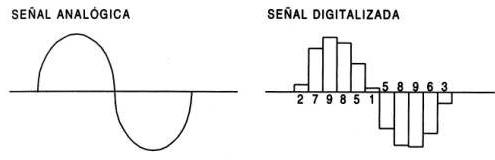 SEÑAL ANALÓGICA
SEÑAL DIGITALIZADA
5 8 9 6 3
2 7 9 8 5 1